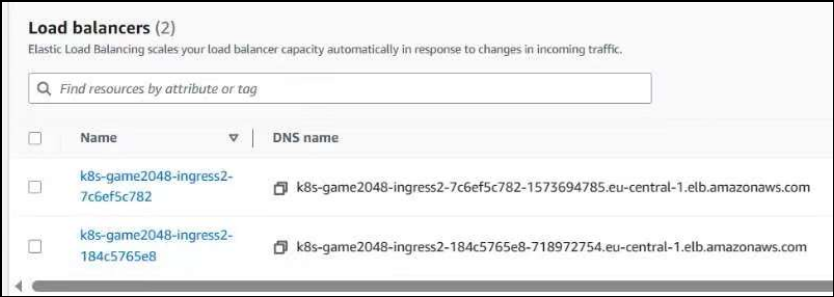 Load balancers (2)
Elastic Load Balancing scales your load balancer capacity automatically in response to changes in incoming traffic.
Find resources by attribute or tag
Name DNS name
k8s-game2048-ingress2-
7c6ef5c782
k8s-game2048-ingress2-7c6ef5c782-1573694785.eu-central-1.elb.amazonaws.com
k8s-game2048-ingress2-
184c5765e8
k8s-game2048-ingress2-184c5765e8-718972754.eu-central-1.elb.amazonaws.com